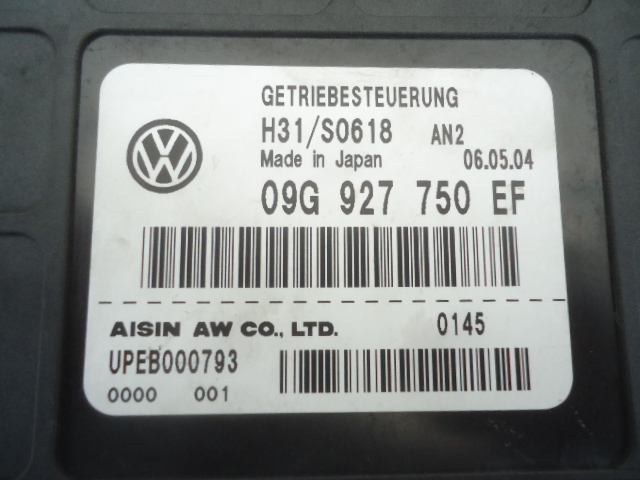 GETRIEBESTEUERUNG
H31/S0618 AN2
Made in Japan 06.05.04
09G 927 750 EF
AISIN AW CO., LTD. 0145
UPEB000793
0000 001